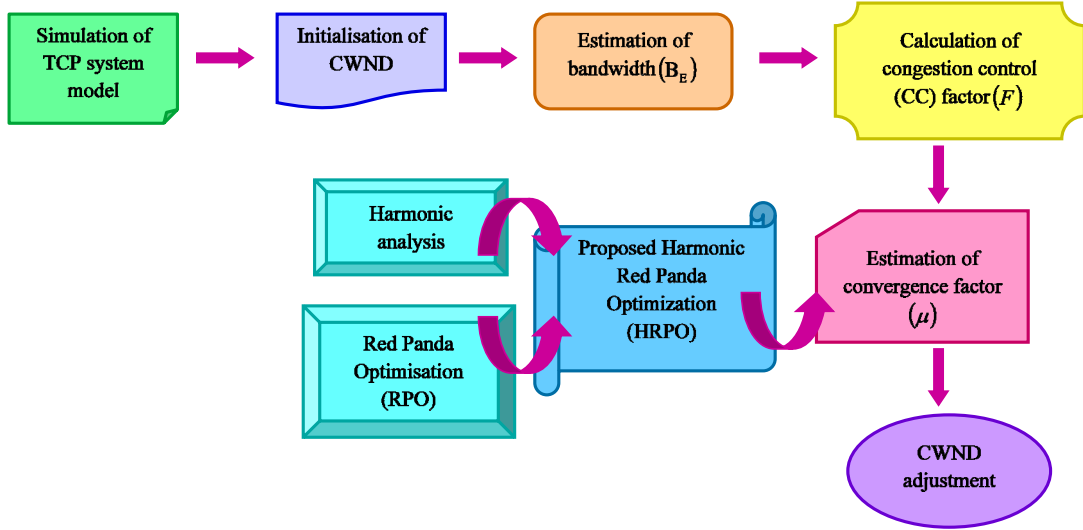 Simulation of
TCP system
model
Initialisation of
CWND
Estimation of
bandwidth(B_E)
Calculation of
congestion control
(CC) factor(F)
Harmonic
analysis
Red Panda
Optimisation
(RPO)
Proposed Harmonic
Red Panda
Optimization
(HRPO)
Estimation of
convergence factor
(μ)
CWND
adjustment